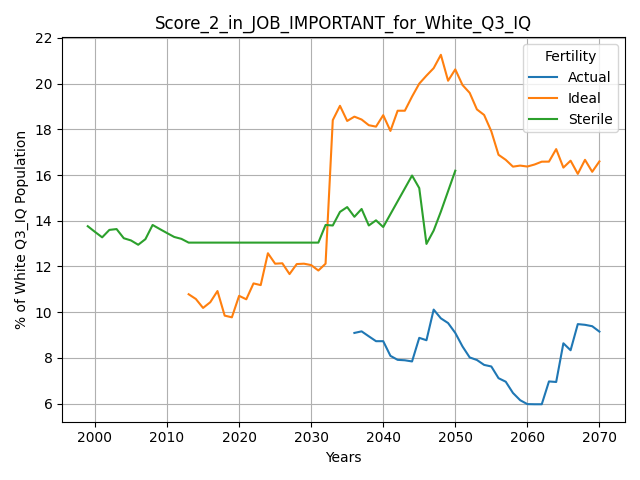 Score_2_in_JOB_IMPORTANT_for_White_Q3_IQ
% of White Q3_IQ Population
22
20
18
16
14
12
10
8
6
Fertility
Actual
Ideal
Sterile
2000 2010 2020 2030 2040 2050 2060 2070
Years